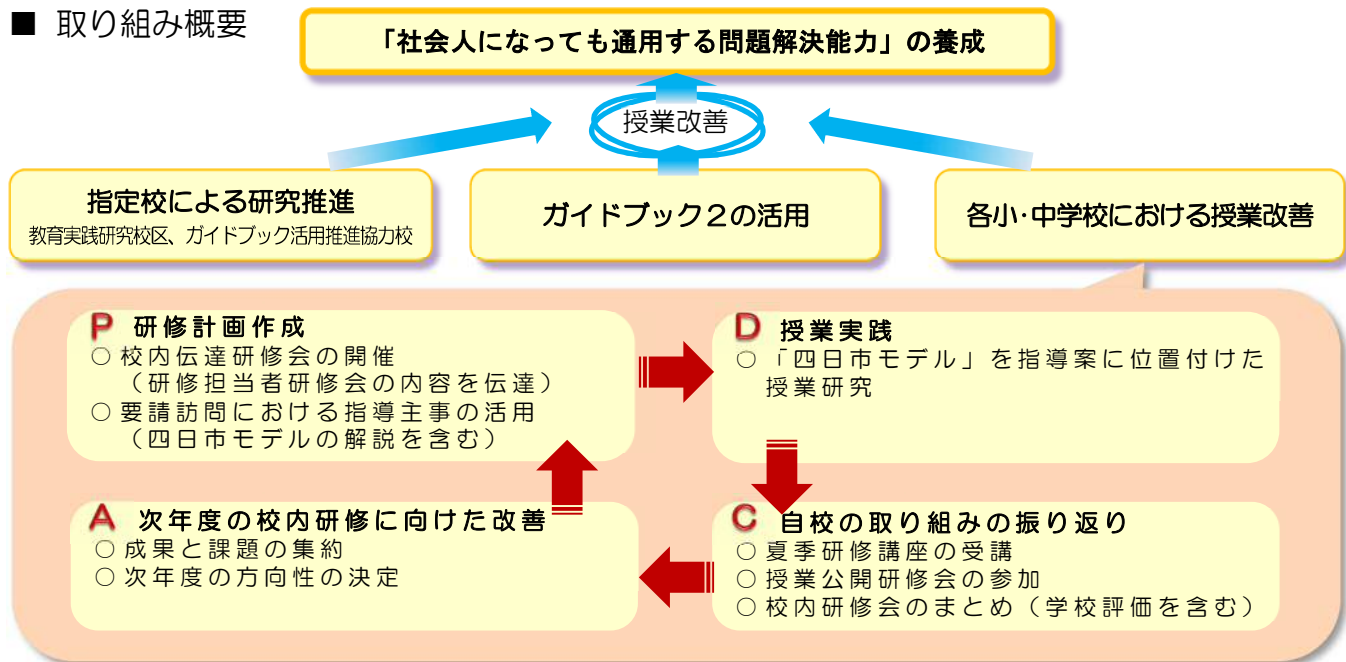 ■ 取り組み概要
「社会人になっても通用する問題解決能力」の養成
授業改善
指定校による研究推進
教育実践研究校区、ガイドブック活用推進協力校
ガイドブック２の活用
各小・中学校における授業改善
P 研修計画作成
○ 校内伝達研修会の開催
（研修担当者研修会の内容を伝達）
○ 要請訪問における指導主事の活用
（四日市モデルの解説を含む）
D 授業実践
○ 「四日市モデル」を指導案に位置付けた
授業研究
A 次年度の校内研修に向けた改善
○ 成果と課題の集約
○ 次年度の方向性の決定
C 自校の取り組みの振り返り
○ 夏季研修講座の受講
○ 授業公開研修会の参加
○ 校内研修会のまとめ（学校評価を含む）